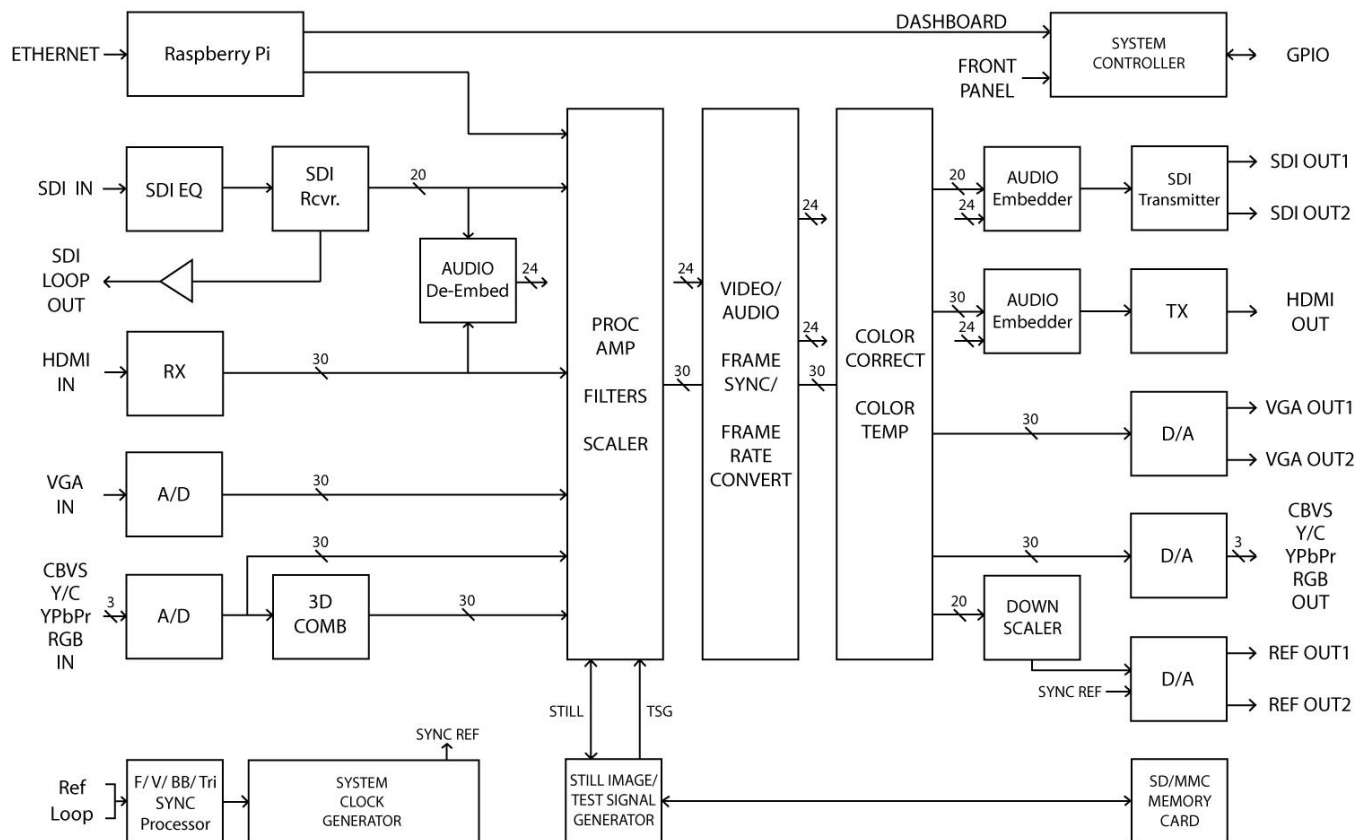 DASHBOARD
ETHERNET
Raspberry Pi
SYSTEM
CONTROLLER
GPIO
FRONT
PANEL
SDI IN
SDI EQ
SDI
Rcvr.
20
SDI
LOOP
OUT
AUDIO
De-Embed
24
HDMI
IN
RX
30
VGA
IN
A/D
30
CBVS
Y/C
YPbPr
RGB
IN
3
A/D
30
3D
COMB
30
PROC
AMP
FILTERS
SCALER
24
30
VIDEO/
AUDIO
FRAME
SYNC/
FRAME
RATE
CONVERT
24
24
30
COLOR
CORRECT
COLOR
TEMP
20
24
AUDIO
Embedder
SDI
Transmitter
SDI OUT1
SDI OUT2
30
24
AUDIO
Embedder
TX
HDMI
OUT
30
D/A
VGA OUT1
VGA OUT2
30
D/A
3
CBVS
Y/C
YPbPr
RGB
OUT
20
DOWN
SCALER
SYNC REF
D/A
REF OUT1
REF OUT2
STILL
TSG
SYNC REF
Ref
Loop
F/ V/ BB/ Tri
SYNC
Processor
SYSTEM
CLOCK
GENERATOR
STILL IMAGE/
TEST SIGNAL
GENERATOR
SD/MMC
MEMORY
CARD